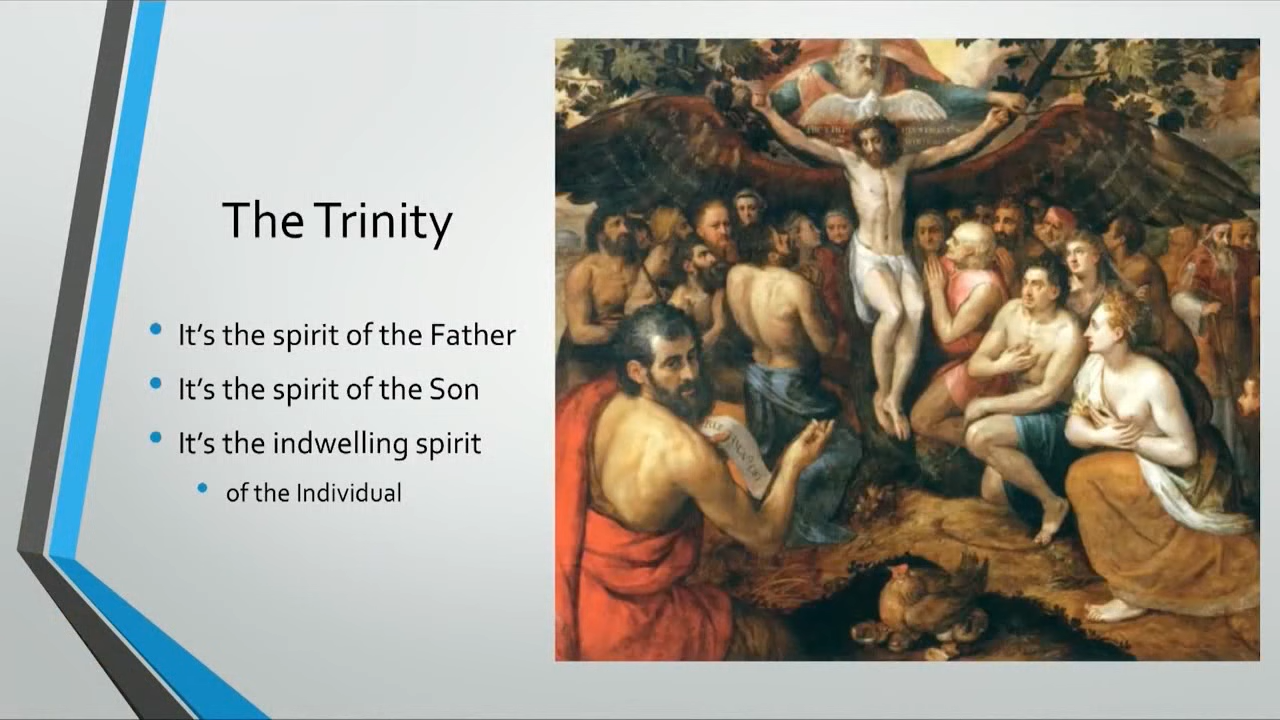 The Trinity
It's the spirit of the Father
It's the spirit of the Son
It's the indwelling spirit
of the Individual